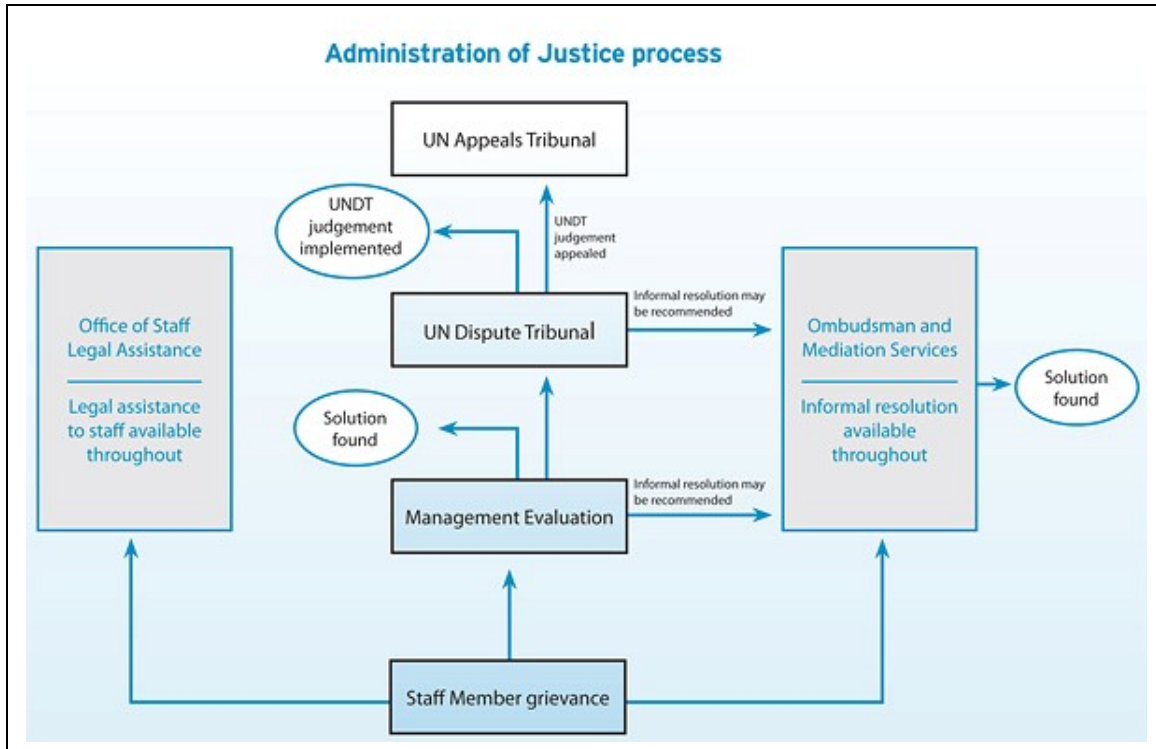 Administration of Justice process
UN Appeals Tribunal
UNDT
judgement
implemented
UNDT
judgement
appealed
Office of Staff
Legal Assistance
Legal assistance
to staff available
throughout
UN Dispute Tribunal
Informal resolution may
be recommended
Ombudsman and
Mediation Services
Informal resolution
available
throughout
Solution
found
Solution
found
Management Evaluation
Informal resolution may
be recommended
Staff Member grievance